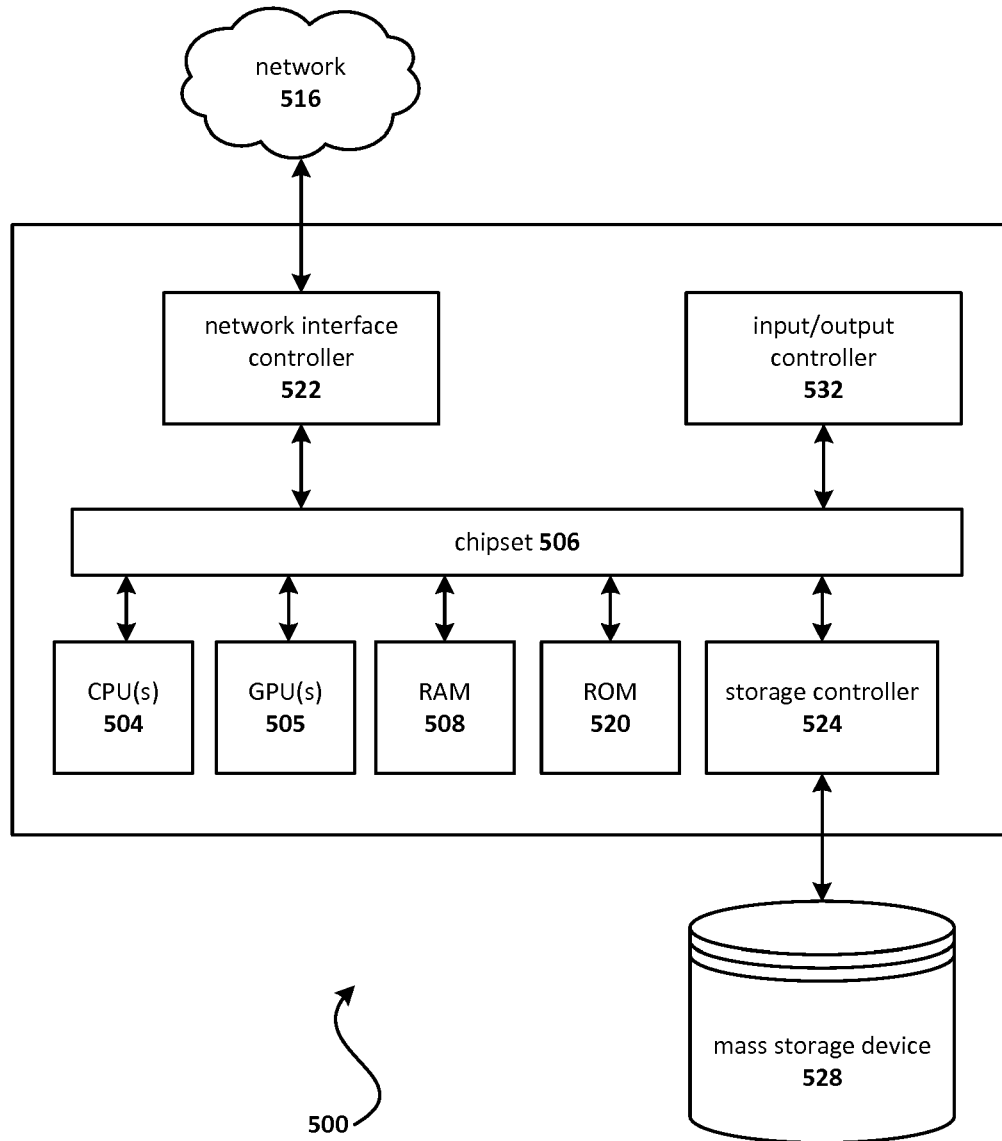 network
516
network interface
controller
522
input/output
controller
532
chipset 506
CPU(s)
504
GPU(s)
505
RAM
508
ROM
520
storage controller
524
mass storage device
528
500